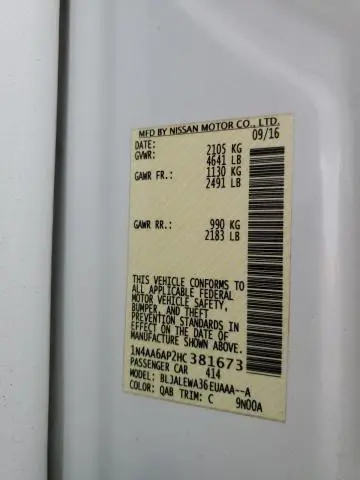 MFD BY NISSAN MOTOR CO., LTD.
DATE: 09/16
GVWR: 2105 KG
4641 LB
GAWR FR.: 1130 KG
2491 LB
GAWR RR.: 990 KG
2183 LB
THIS VEHICLE CONFORMS TO
ALL APPLICABLE FEDERAL
MOTOR VEHICLE SAFETY,
BUMPER, AND THEFT
PREVENTION STANDARDS IN
EFFECT ON THE DATE OF
MANUFACTURE SHOWN ABOVE.
1N4AA6AP2HC381673
PASSENGER CAR 414
MODEL: BLJALEWA36EUAAA--A
COLOR: QAB TRIM: C 9N00A